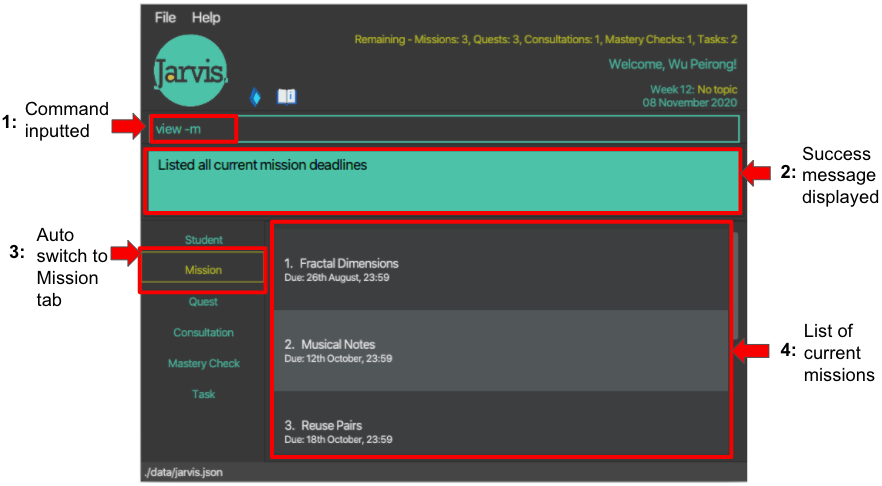 File Help
Remaining - Missions: 3, Quests: 3, Consultations: 1, Mastery Checks: 1, Tasks: 2
Jarvis.
Welcome, Wu Peirong!
Week 12: No topic
08 November 2020
1: Command
inputted
view -m
Listed all current mission deadlines
2: Success
message
displayed
3: Auto
switch to
Mission
tab
Student
Mission
Quest
Consultation
Mastery Check
Task
1. Fractal Dimensions
Due: 26th August, 23:59
2. Musical Notes
Due: 12th October, 23:59
3. Reuse Pairs
Due: 18th October, 23:59
4: List of
current
missions
./data/jarvis.json